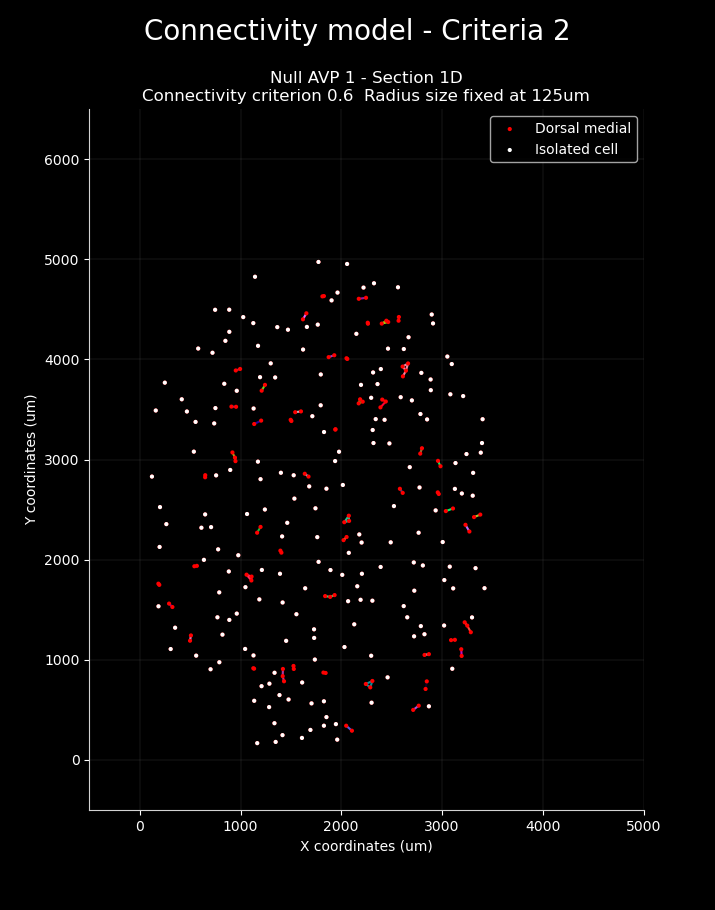 Connectivity model - Criteria 2
Null AVP 1 - Section 1D
Connectivity criterion 0.6  Radius size fixed at 125um
Dorsal medial
Isolated cell
6000
5000
4000
3000
2000
1000
0
Y coordinates (um)
0 1000 2000 3000 4000 5000
X coordinates (um)